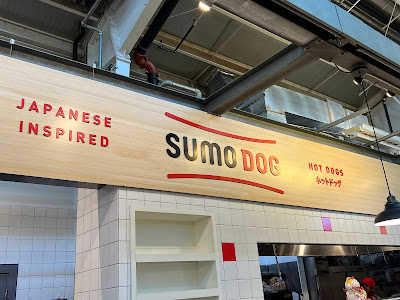 JAPANESE
INSPIRED
SUMO DOG
HOT DOGS
ホットドッグ